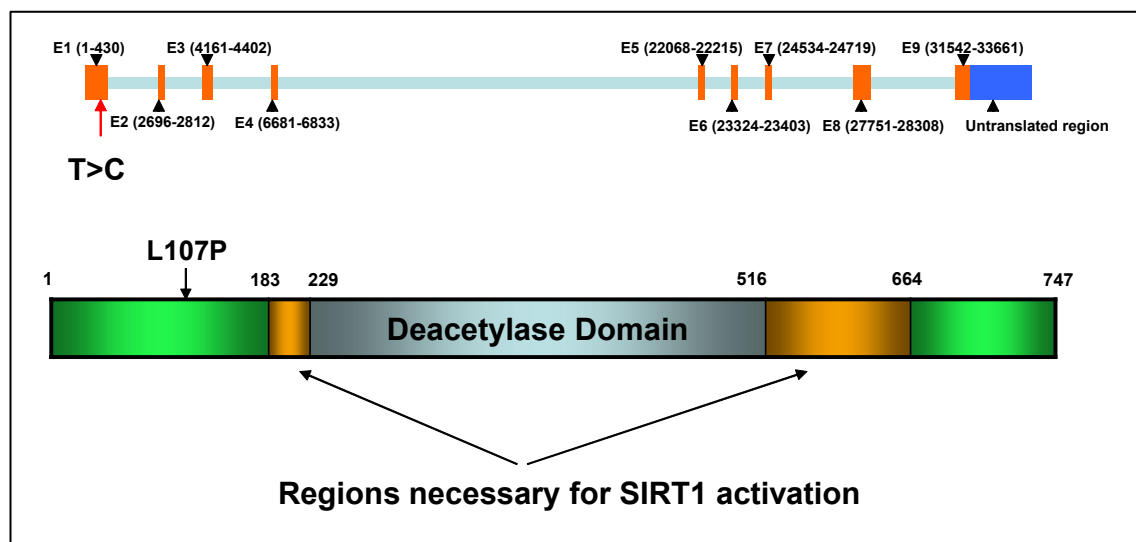 E1 (1-430)
E3 (4161-4402)
E5 (22068-22215)
E7 (24534-24719)
E9 (31542-33661)
E2 (2696-2812)
E4 (6681-6833)
E6 (23324-23403)
E8 (27751-28308)
Untranslated region
T>C
L107P
1
183
229
516
664
747
Deacetylase Domain
Regions necessary for SIRT1 activation